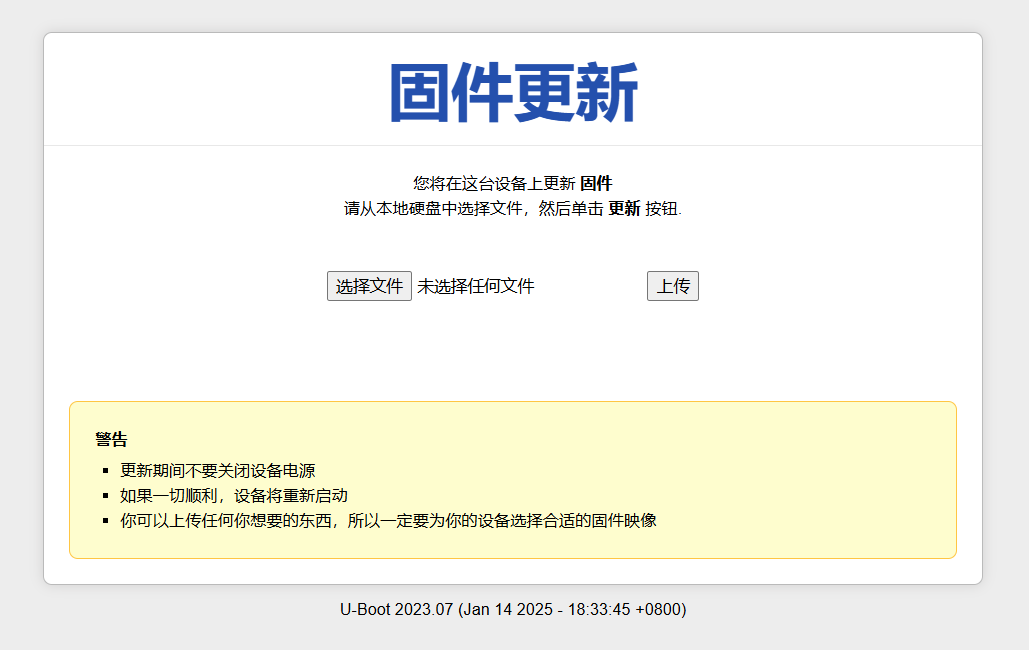 固件更新
您将在这台设备上更新 固件
请从本地硬盘中选择文件，然后单击 更新 按钮.
选择文件 未选择任何文件 上传
警告
更新期间不要关闭设备电源
如果一切顺利，设备将重新启动
你可以上传任何你想要的东西，所以一定要为你的设备选择合适的固件映像
U-Boot 2023.07 (Jan 14 2025 - 18:33:45 +0800)